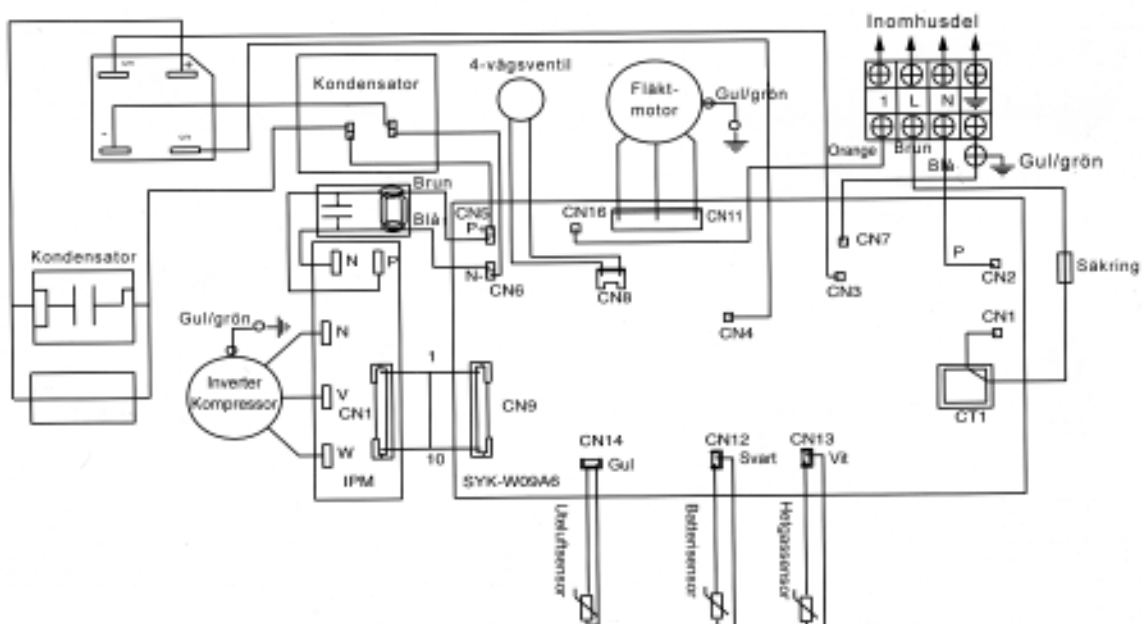 Inomhusdel
1 L N
Orange
Brun
Blå
Gul/grön
4-vägsventil
Fläkt-
motor
Gul/grön
Kondensator
+
-
Brun
Blå
CN5
P+
N-
CN6
CN16
CN11
CN8
CN7
CN3
CN4
P
CN2
Säkring
CN1
CT1
Kondensator
N P
Gul/grön
N
V
W
Inverter
Kompressor
CN1
1
10
CN9
IPM
SYK-W09A6
CN14
Gul
CN12
Svart
CN13
Vit
Uteluftsensor
Batterisensor
Hetgassensor